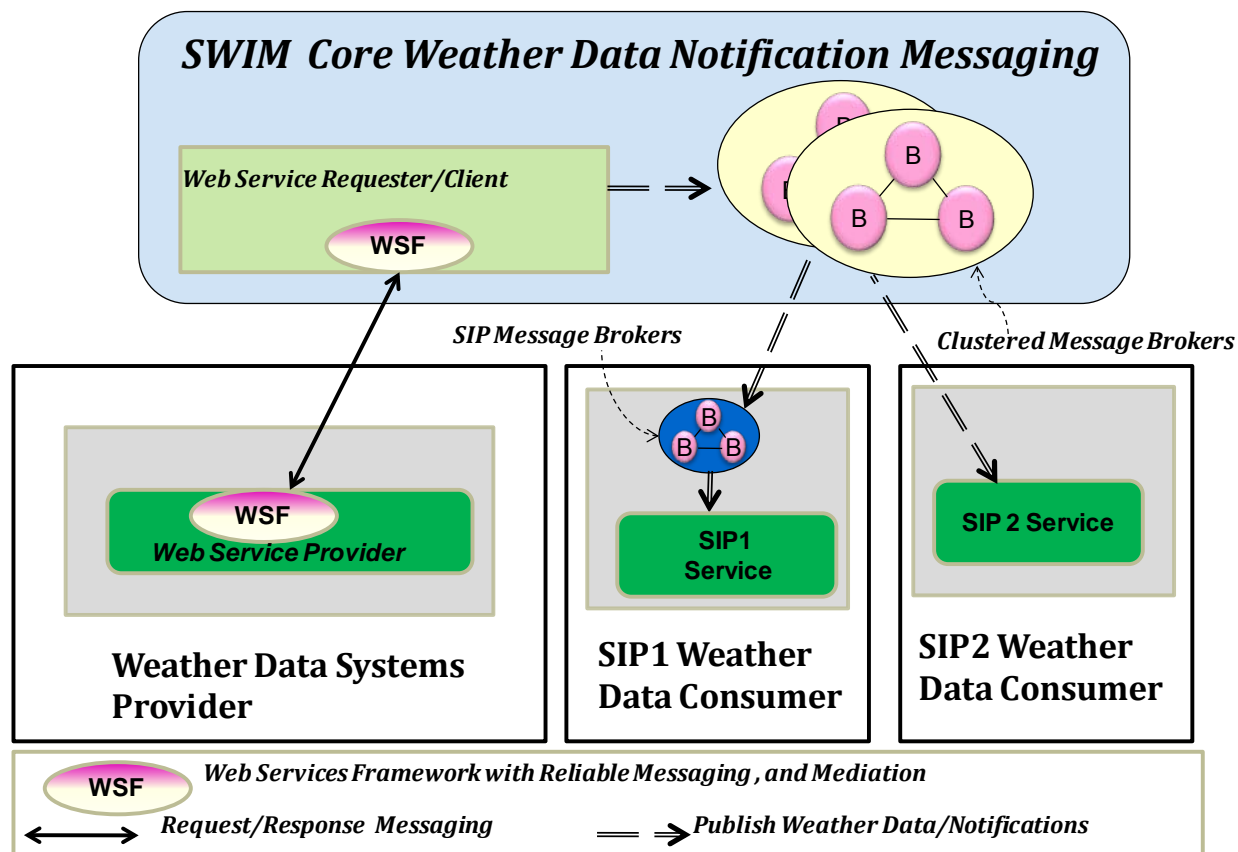 SWIM Core Weather Data Notification Messaging
B
B
B
B
B
Web Service Requester/Client
WSF
SIP Message Brokers
Clustered Message Brokers
B
B
B
WSF
Web Service Provider
SIP1
Service
SIP 2 Service
Weather Data Systems
Provider
SIP1 Weather
Data Consumer
SIP2 Weather
Data Consumer
WSF
Web Services Framework with Reliable Messaging , and Mediation
Request/Response Messaging
Publish Weather Data/Notifications